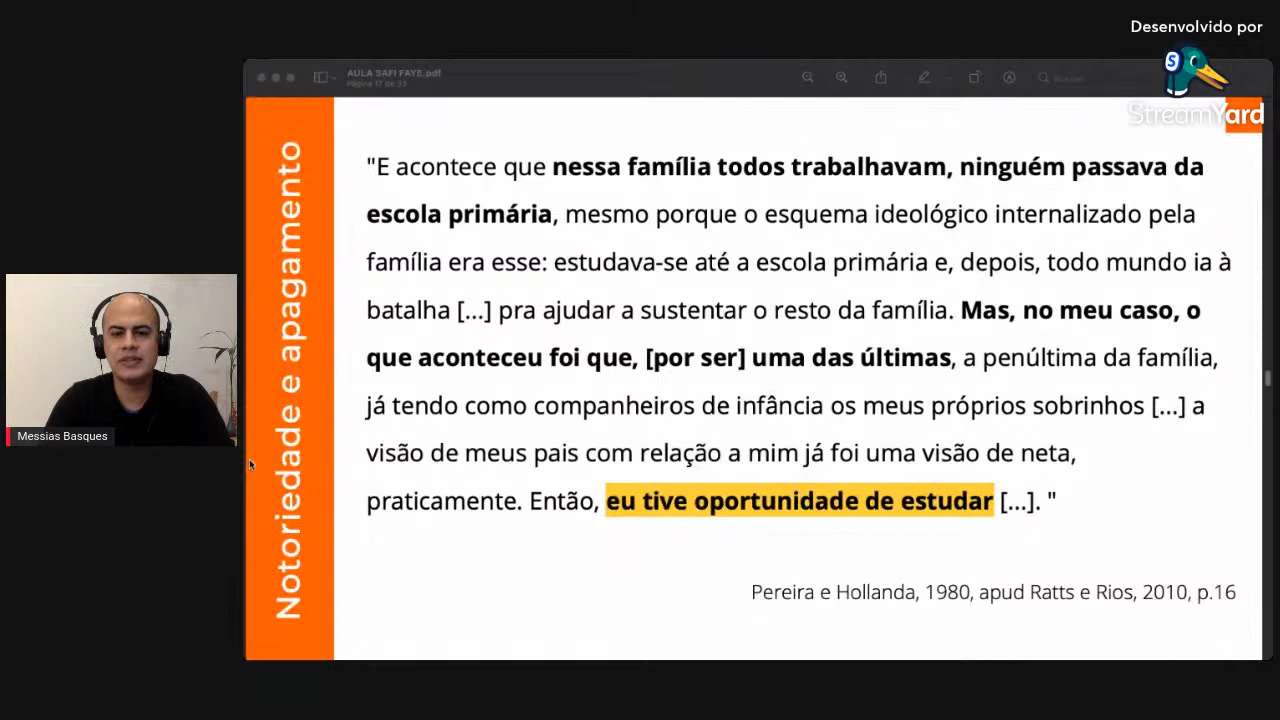 Desenvolvido por
StreamYard
AULA SAFI FAYE.pdf
Página 17 de 33
Buscar
Notoriedade e apagamento
"E acontece que nessa família todos trabalhavam, ninguém passava da
escola primária, mesmo porque o esquema ideológico internalizado pela
família era esse: estudava-se até a escola primária e, depois, todo mundo ia à
batalha [...] pra ajudar a sustentar o resto da família. Mas, no meu caso, o
que aconteceu foi que, [por ser] uma das últimas, a penúltima da família,
já tendo como companheiros de infância os meus próprios sobrinhos [...] a
visão de meus pais com relação a mim já foi uma visão de neta,
praticamente. Então, eu tive oportunidade de estudar [...]. "
Pereira e Hollanda, 1980, apud Ratts e Rios, 2010, p.16
Messias Basques